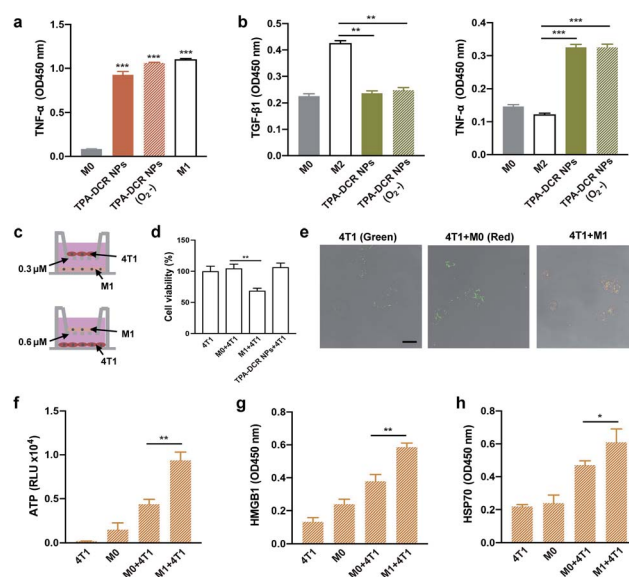 a
TNF-α (OD450 nm)
1.5
1.0
0.5
0.0
***
***
***
M0
TPA-DCR NPs
TPA-DCR NPs
(O₂-)
M1
b
TGF-β1 (OD450 nm)
0.5
0.4
0.3
0.2
0.1
0.0
**
**
M0
M2
TPA-DCR NPs
TPA-DCR NPs
(O₂-)
TNF-α (OD450 nm)
0.4
0.3
0.2
0.1
0.0
***
***
M0
M2
TPA-DCR NPs
TPA-DCR NPs
(O₂-)
c
0.3 μM
4T1
M1
0.6 μM
M1
4T1
d
Cell viability (%)
150
100
50
0
**
4T1
M0+4T1
M1+4T1
TPA-DCR NPs+4T1
e
4T1 (Green)
4T1+M0 (Red)
4T1+M1
f
ATP (RLU x10⁴)
1.5
1.0
0.5
0.0
**
4T1
M0
M0+4T1
M1+4T1
g
HMGB1 (OD450 nm)
0.8
0.6
0.4
0.2
0.0
**
4T1
M0
M0+4T1
M1+4T1
h
HSP70 (OD450 nm)
0.8
0.6
0.4
0.2
0.0
*
4T1
M0
M0+4T1
M1+4T1